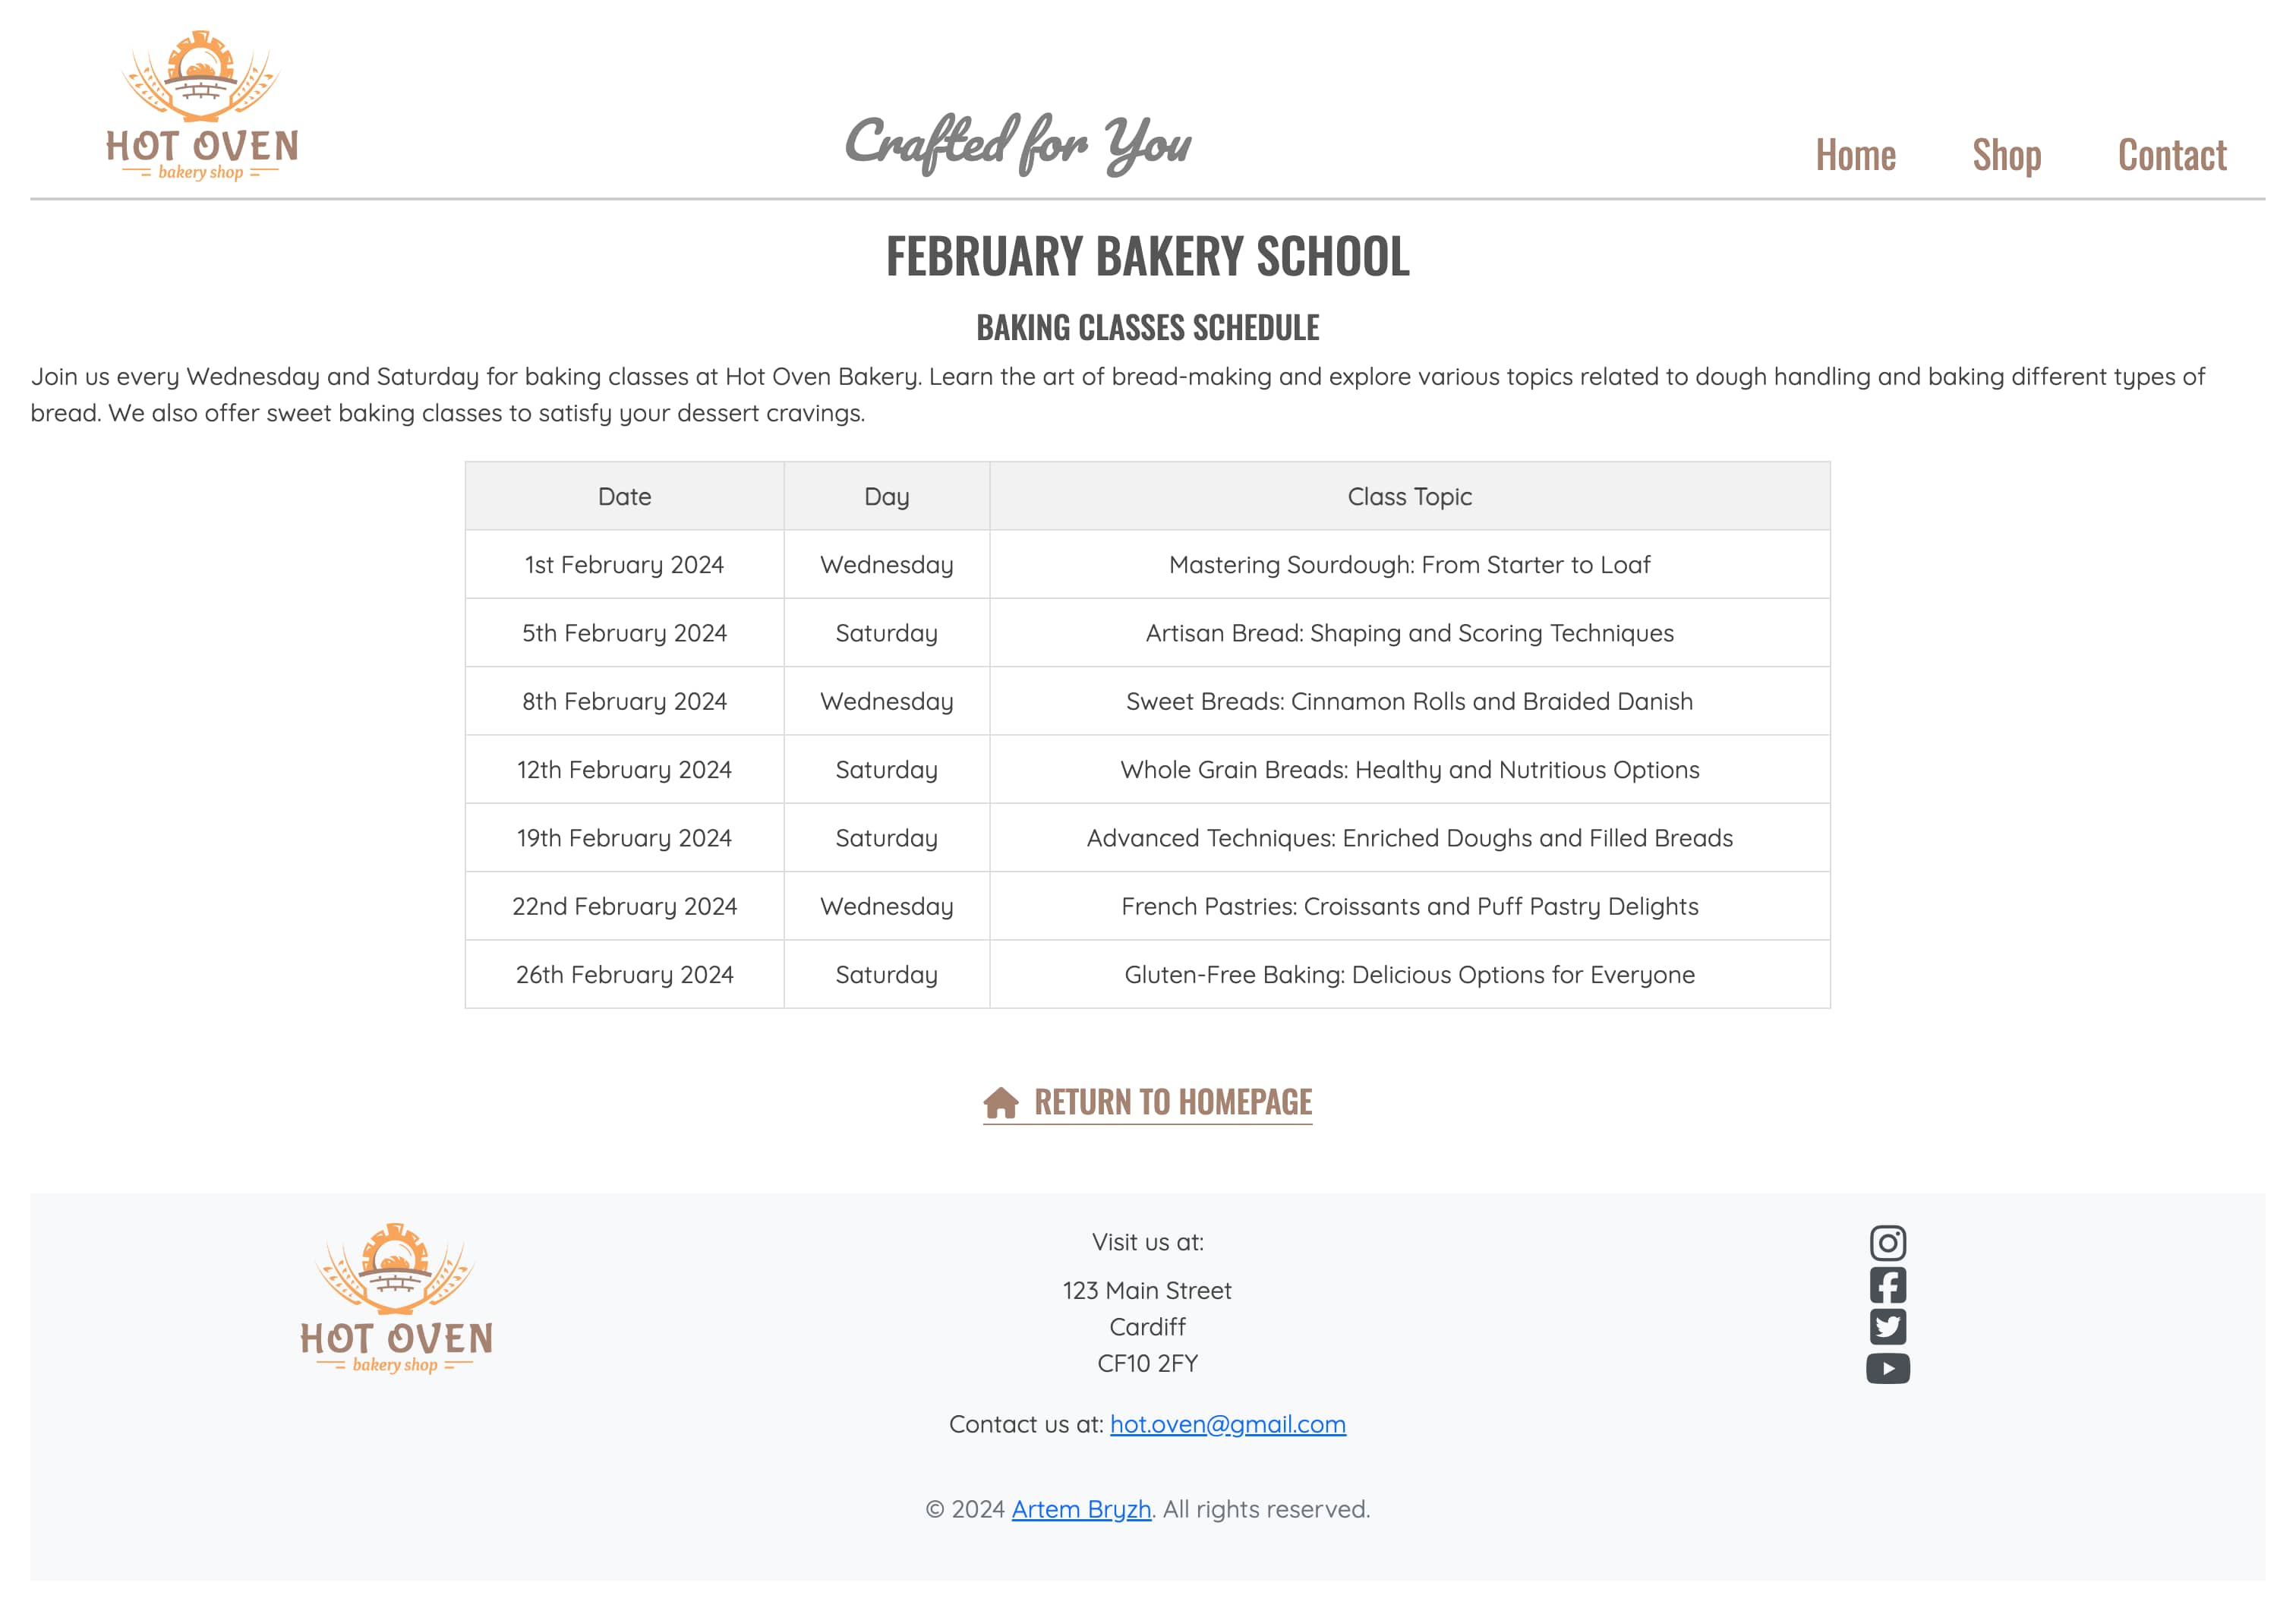 HOT OVEN
bakery shop
Crafted for You
Home Shop Contact
FEBRUARY BAKERY SCHOOL
BAKING CLASSES SCHEDULE
Join us every Wednesday and Saturday for baking classes at Hot Oven Bakery. Learn the art of bread-making and explore various topics related to dough handling and baking different types of
bread. We also offer sweet baking classes to satisfy your dessert cravings.
Date Day Class Topic
1st February 2024 Wednesday Mastering Sourdough: From Starter to Loaf
5th February 2024 Saturday Artisan Bread: Shaping and Scoring Techniques
8th February 2024 Wednesday Sweet Breads: Cinnamon Rolls and Braided Danish
12th February 2024 Saturday Whole Grain Breads: Healthy and Nutritious Options
19th February 2024 Saturday Advanced Techniques: Enriched Doughs and Filled Breads
22nd February 2024 Wednesday French Pastries: Croissants and Puff Pastry Delights
26th February 2024 Saturday Gluten-Free Baking: Delicious Options for Everyone
RETURN TO HOMEPAGE
HOT OVEN
bakery shop
Visit us at:
123 Main Street
Cardiff
CF10 2FY
Contact us at: hot.oven@gmail.com
© 2024 Artem Bryzh. All rights reserved.